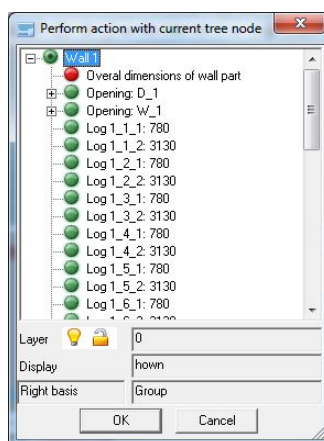 Perform action with current tree node
Wall 1
Overal dimensions of wall part
Opening: D_1
Opening: W_1
Log 1_1_1: 780
Log 1_1_2: 3130
Log 1_2_1: 780
Log 1_2_2: 3130
Log 1_3_1: 780
Log 1_3_2: 3130
Log 1_4_1: 780
Log 1_4_2: 3130
Log 1_5_1: 780
Log 1_5_2: 3130
Log 1_6_1: 780
Log 1_6_2: 3130
Layer 0
Display hown
Right basis Group
OK Cancel